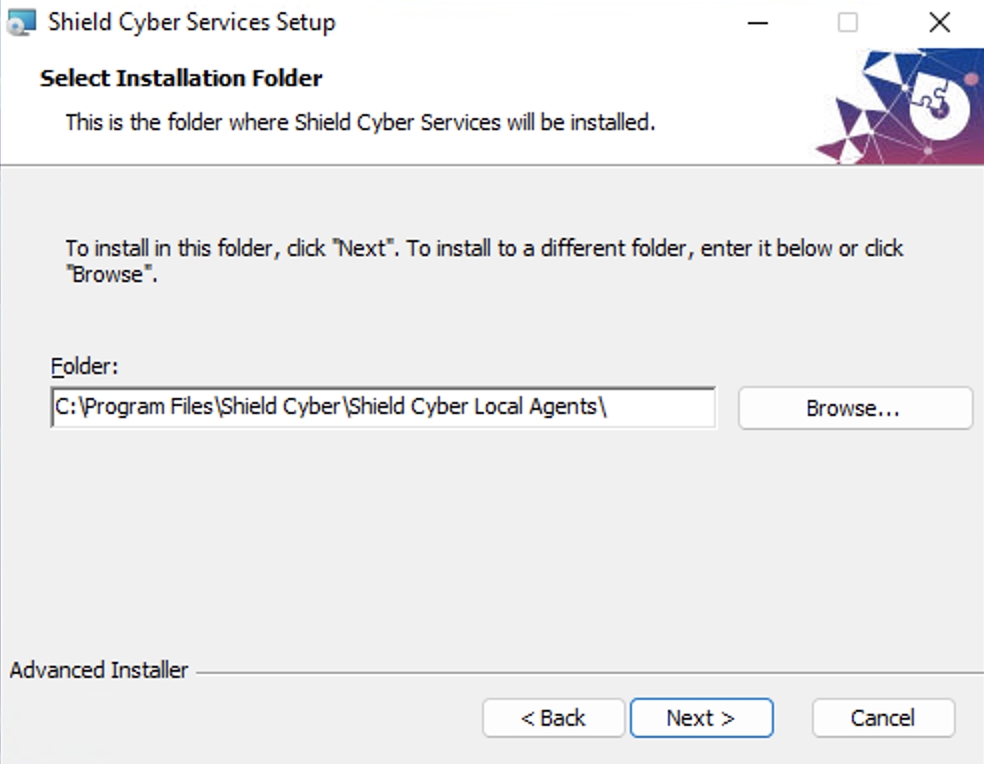 Shield Cyber Services Setup
Select Installation Folder
This is the folder where Shield Cyber Services will be installed.
To install in this folder, click "Next". To install to a different folder, enter it below or click
"Browse".
Folder:
C:\Program Files\Shield Cyber\Shield Cyber Local Agents\
Browse...
Advanced Installer
< Back
Next >
Cancel